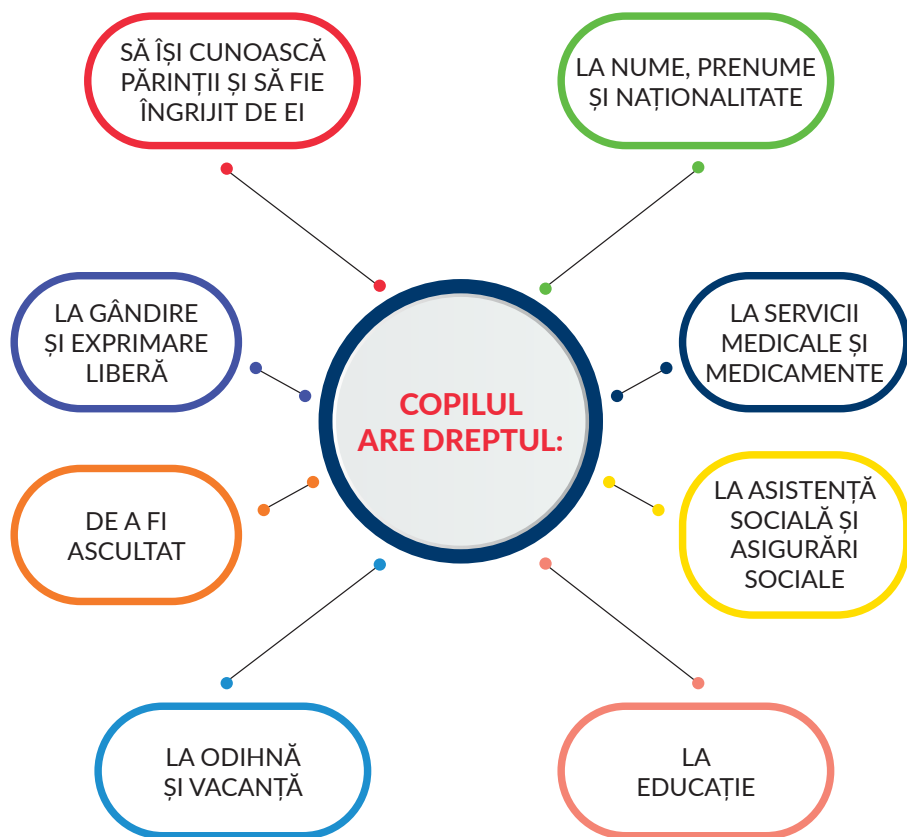 SĂ ÎȘI CUNOASCĂ
PĂRINȚII ȘI SĂ FIE
ÎNGRIJIT DE EI
LA NUME, PRENUME
ȘI NAȚIONALITATE
LA GÂNDIRE
ȘI EXPRIMARE
LIBERĂ
LA SERVICII
MEDICALE ȘI
MEDICAMENTE
COPILUL
ARE DREPTUL:
DE A FI
ASCULTAT
LA ASISTENȚĂ
SOCIALĂ ȘI
ASIGURĂRI
SOCIALE
LA ODIHNĂ
ȘI VACANȚĂ
LA
EDUCAȚIE